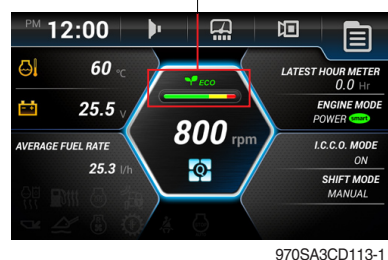 PM 12:00
60 °C
ECO
LATEST HOUR METER
0.0 Hr
25.5 V
ENGINE MODE
POWER smart
AVERAGE FUEL RATE
25.3 l/h
800 rpm
Q
I.C.C.O. MODE
ON
SHIFT MODE
MANUAL
970SA3CD113-1